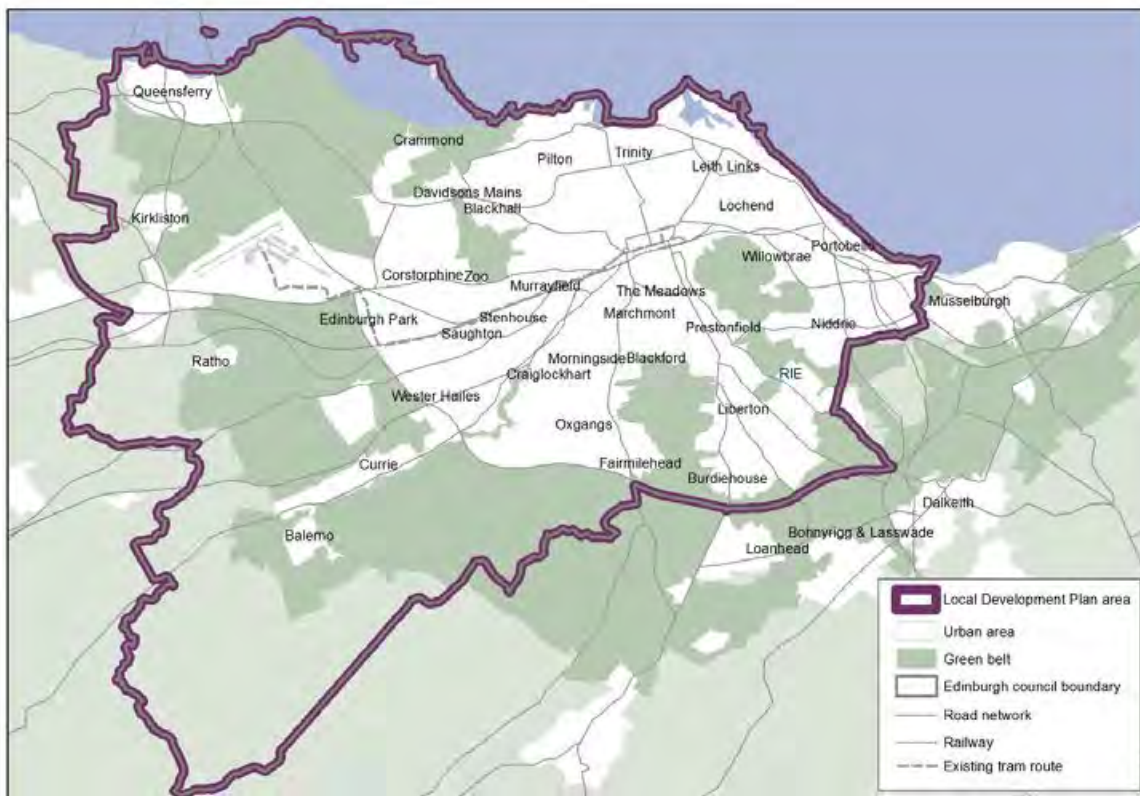 Queensferry
Crammond
Pilton
Trinity
Leith Links
Davidsons Mains
Blackhall
Lochend
Kirkliston
Portobello
Willowbrae
Corstorphine
Zoo
Murrayfield
The Meadows
Musselburgh
Edinburgh Park
Stenhouse
Marchmont
Saughton
Prestonfield
Niddrie
Ratho
Morningside
Blackford
Craiglockhart
RIE
Wester Hailes
Liberton
Oxgangs
Currie
Fairmilehead
Burdiehouse
Dalkeith
Balerno
Bonnyrigg & Lasswade
Loanhead
Local Development Plan area
Urban area
Green belt
Edinburgh council boundary
Road network
Railway
Existing tram route